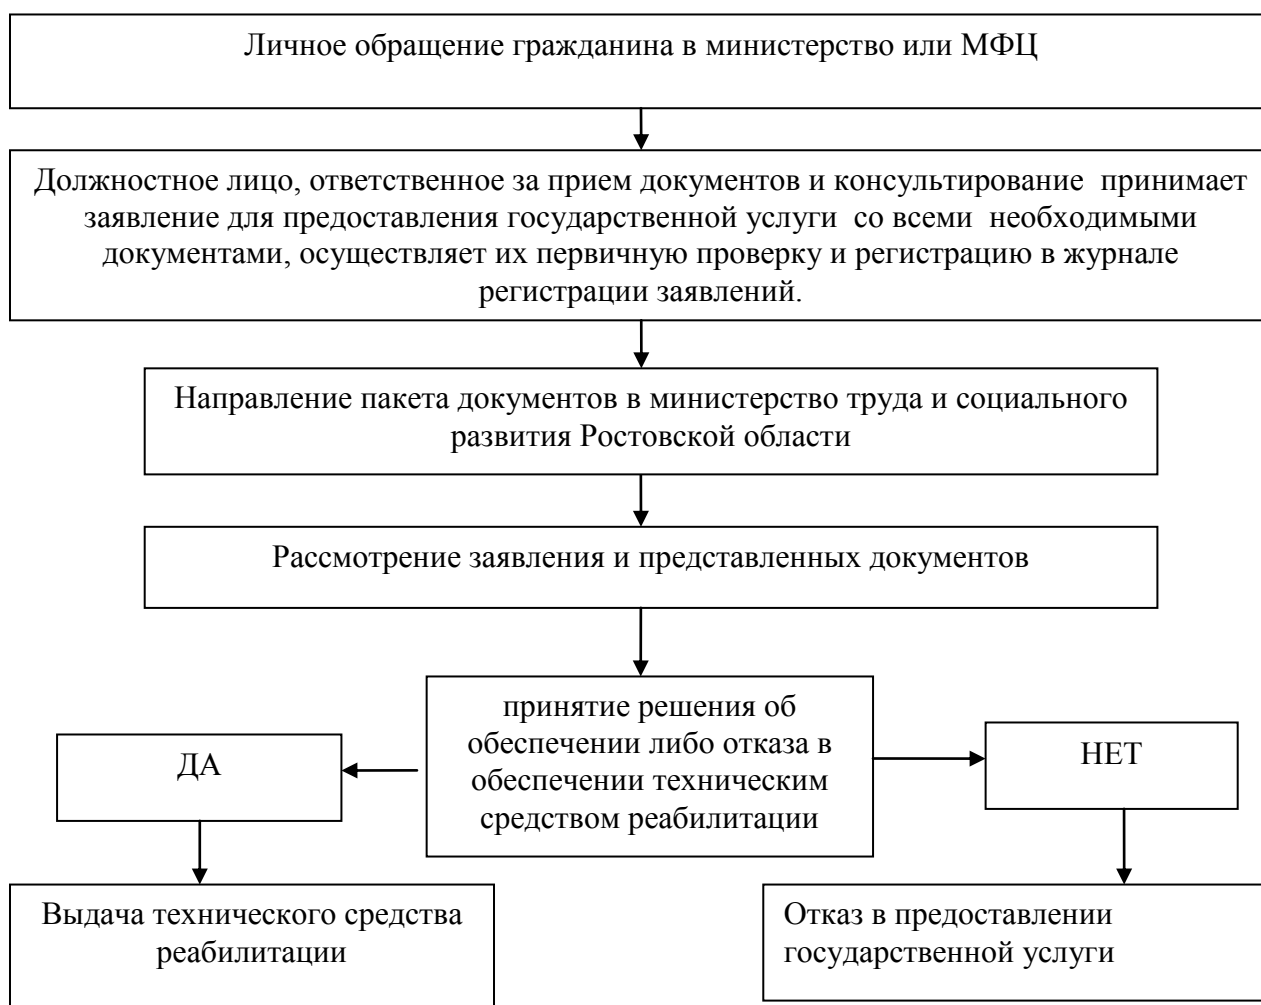 Личное обращение гражданина в министерство или МФЦ
Должностное лицо, ответственное за прием документов и консультирование принимает
заявление для предоставления государственной услуги со всеми необходимыми
документами, осуществляет их первичную проверку и регистрацию в журнале
регистрации заявлений.
Направление пакета документов в министерство труда и социального
развития Ростовской области
Рассмотрение заявления и представленных документов
принятие решения об
обеспечении либо отказа в
обеспечении техническим
средством реабилитации
ДА
НЕТ
Выдача технического средства
реабилитации
Отказ в предоставлении
государственной услуги